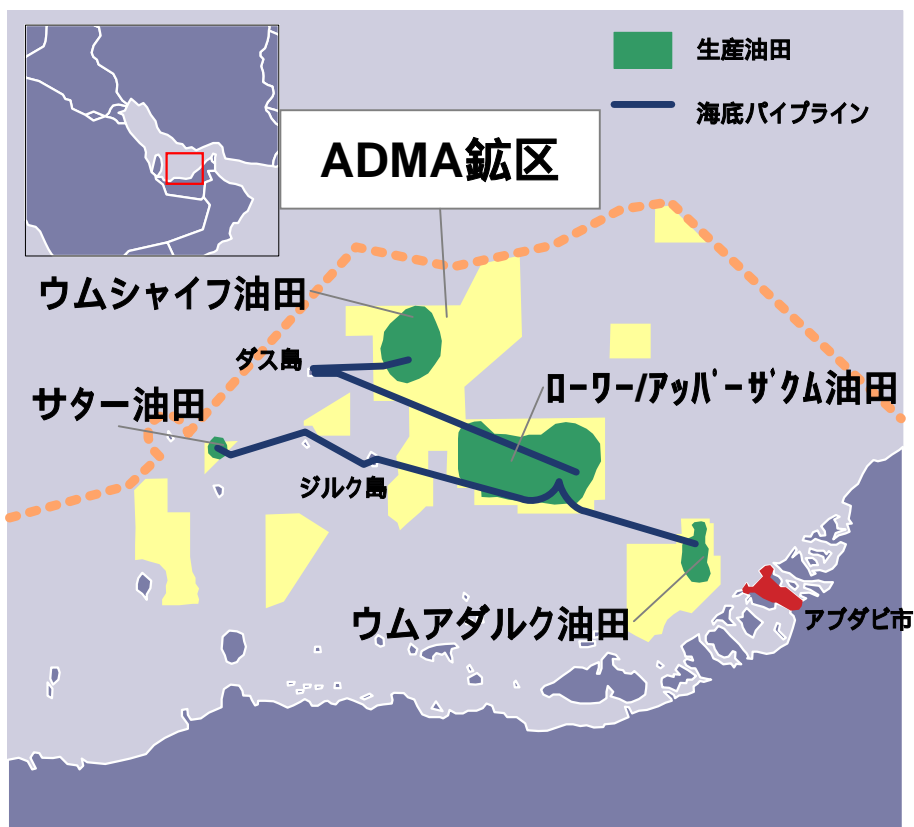 生産油田
海底パイプライン
ADMA鉱区
ウムシャイフ油田
ダス島
サター油田
ローワー/アッパーザクム油田
ジルク島
ウムアダルク油田
アブダビ市